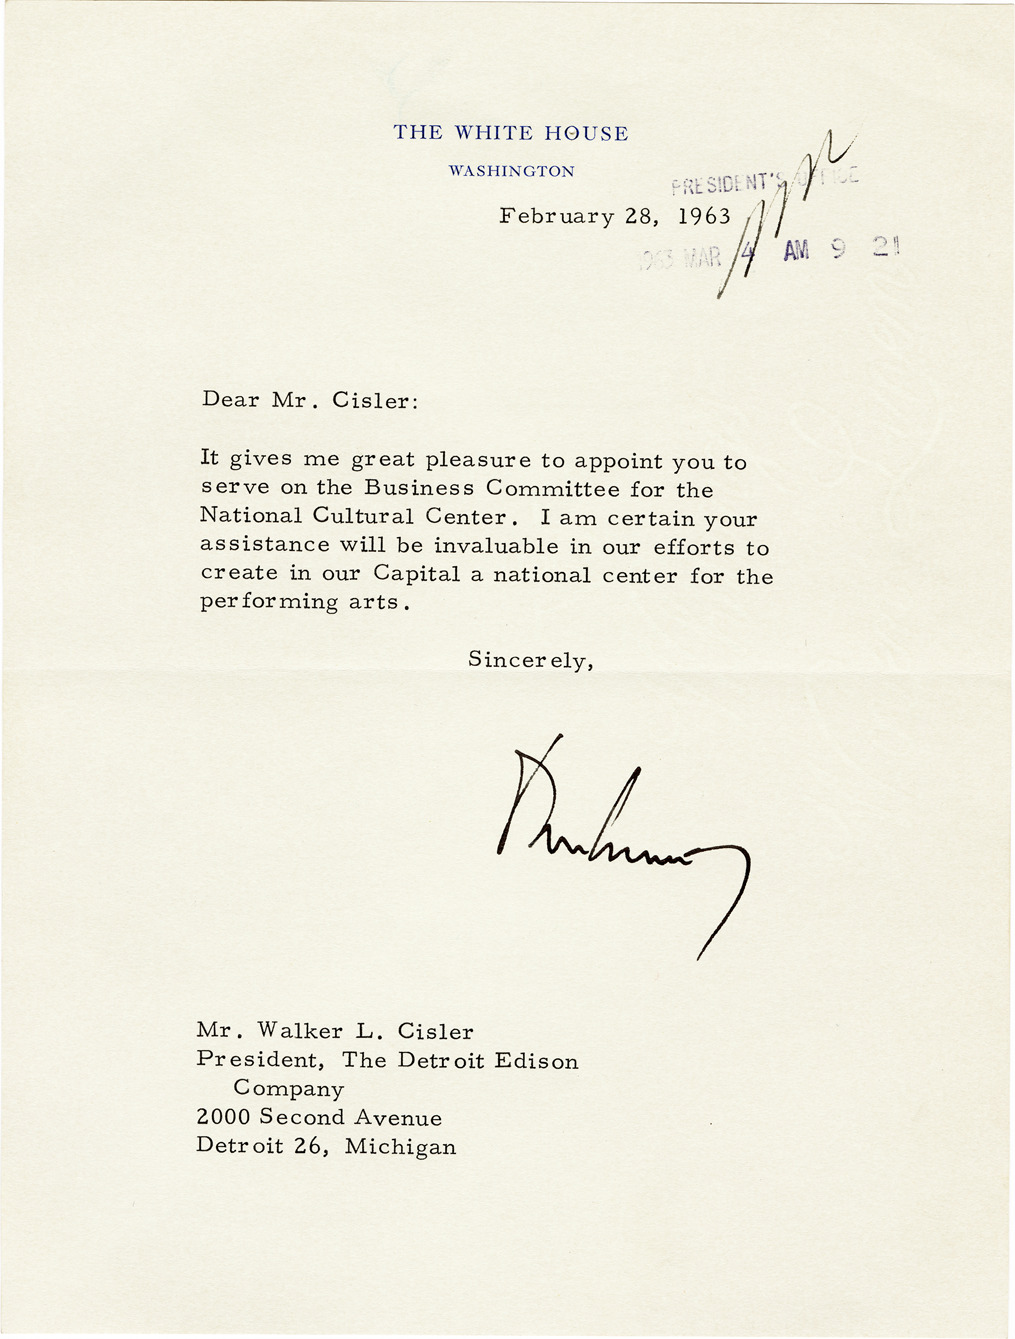 THE WHITE HOUSE
WASHINGTON
PRESIDENT'S OFFICE
February 28, 1963
1963 MAR 4 AM 9 21
Dear Mr. Cisler:
It gives me great pleasure to appoint you to
serve on the Business Committee for the
National Cultural Center. I am certain your
assistance will be invaluable in our efforts to
create in our Capital a national center for the
performing arts.
Sincerely,
Mr. Walker L. Cisler
President, The Detroit Edison
Company
2000 Second Avenue
Detroit 26, Michigan